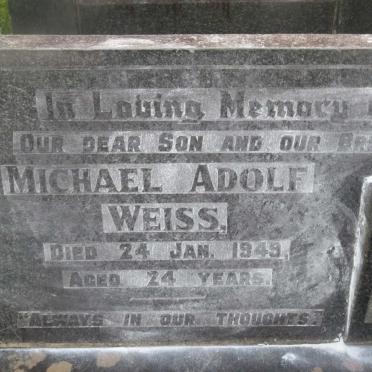 In Loving Memory
Our dear Son and our
Michael Adolf
Weiss.
Died 24 Jan. 1949,
Aged 24 years.
"Always in our thoughts."